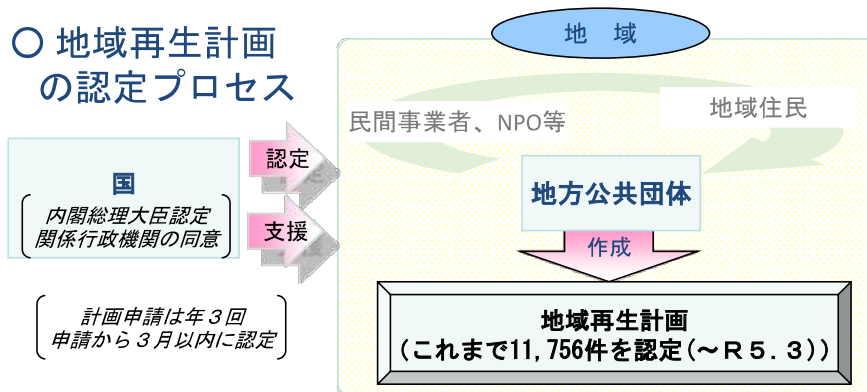 〇 地域再生計画
の認定プロセス
地　域
民間事業者、NPO等
地域住民
国
内閣総理大臣認定
関係行政機関の同意
認定
支援
地方公共団体
作成
計画申請は年３回
申請から３月以内に認定
地域再生計画
(これまで11,756件を認定(～Ｒ５.３))